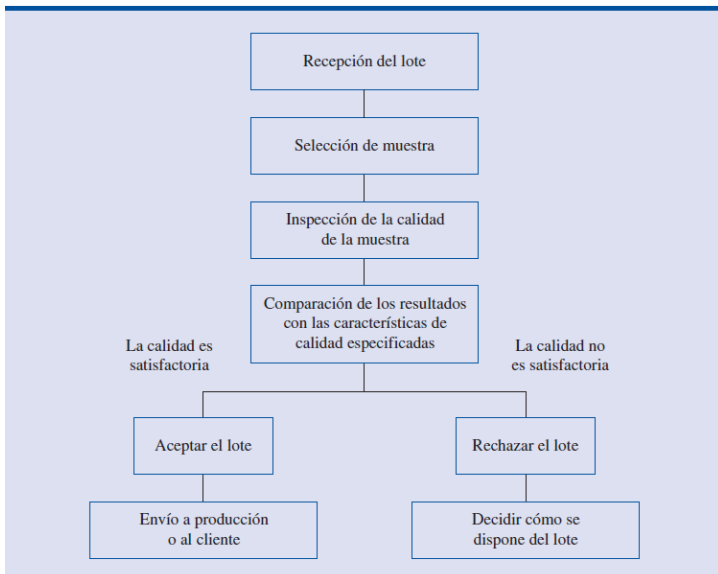 Recepción del lote
Selección de muestra
Inspección de la calidad
de la muestra
Comparación de los resultados
con las características de
calidad especificadas
La calidad es
satisfactoria
La calidad no
es satisfactoria
Aceptar el lote
Rechazar el lote
Envío a producción
o al cliente
Decidir cómo se
dispone del lote